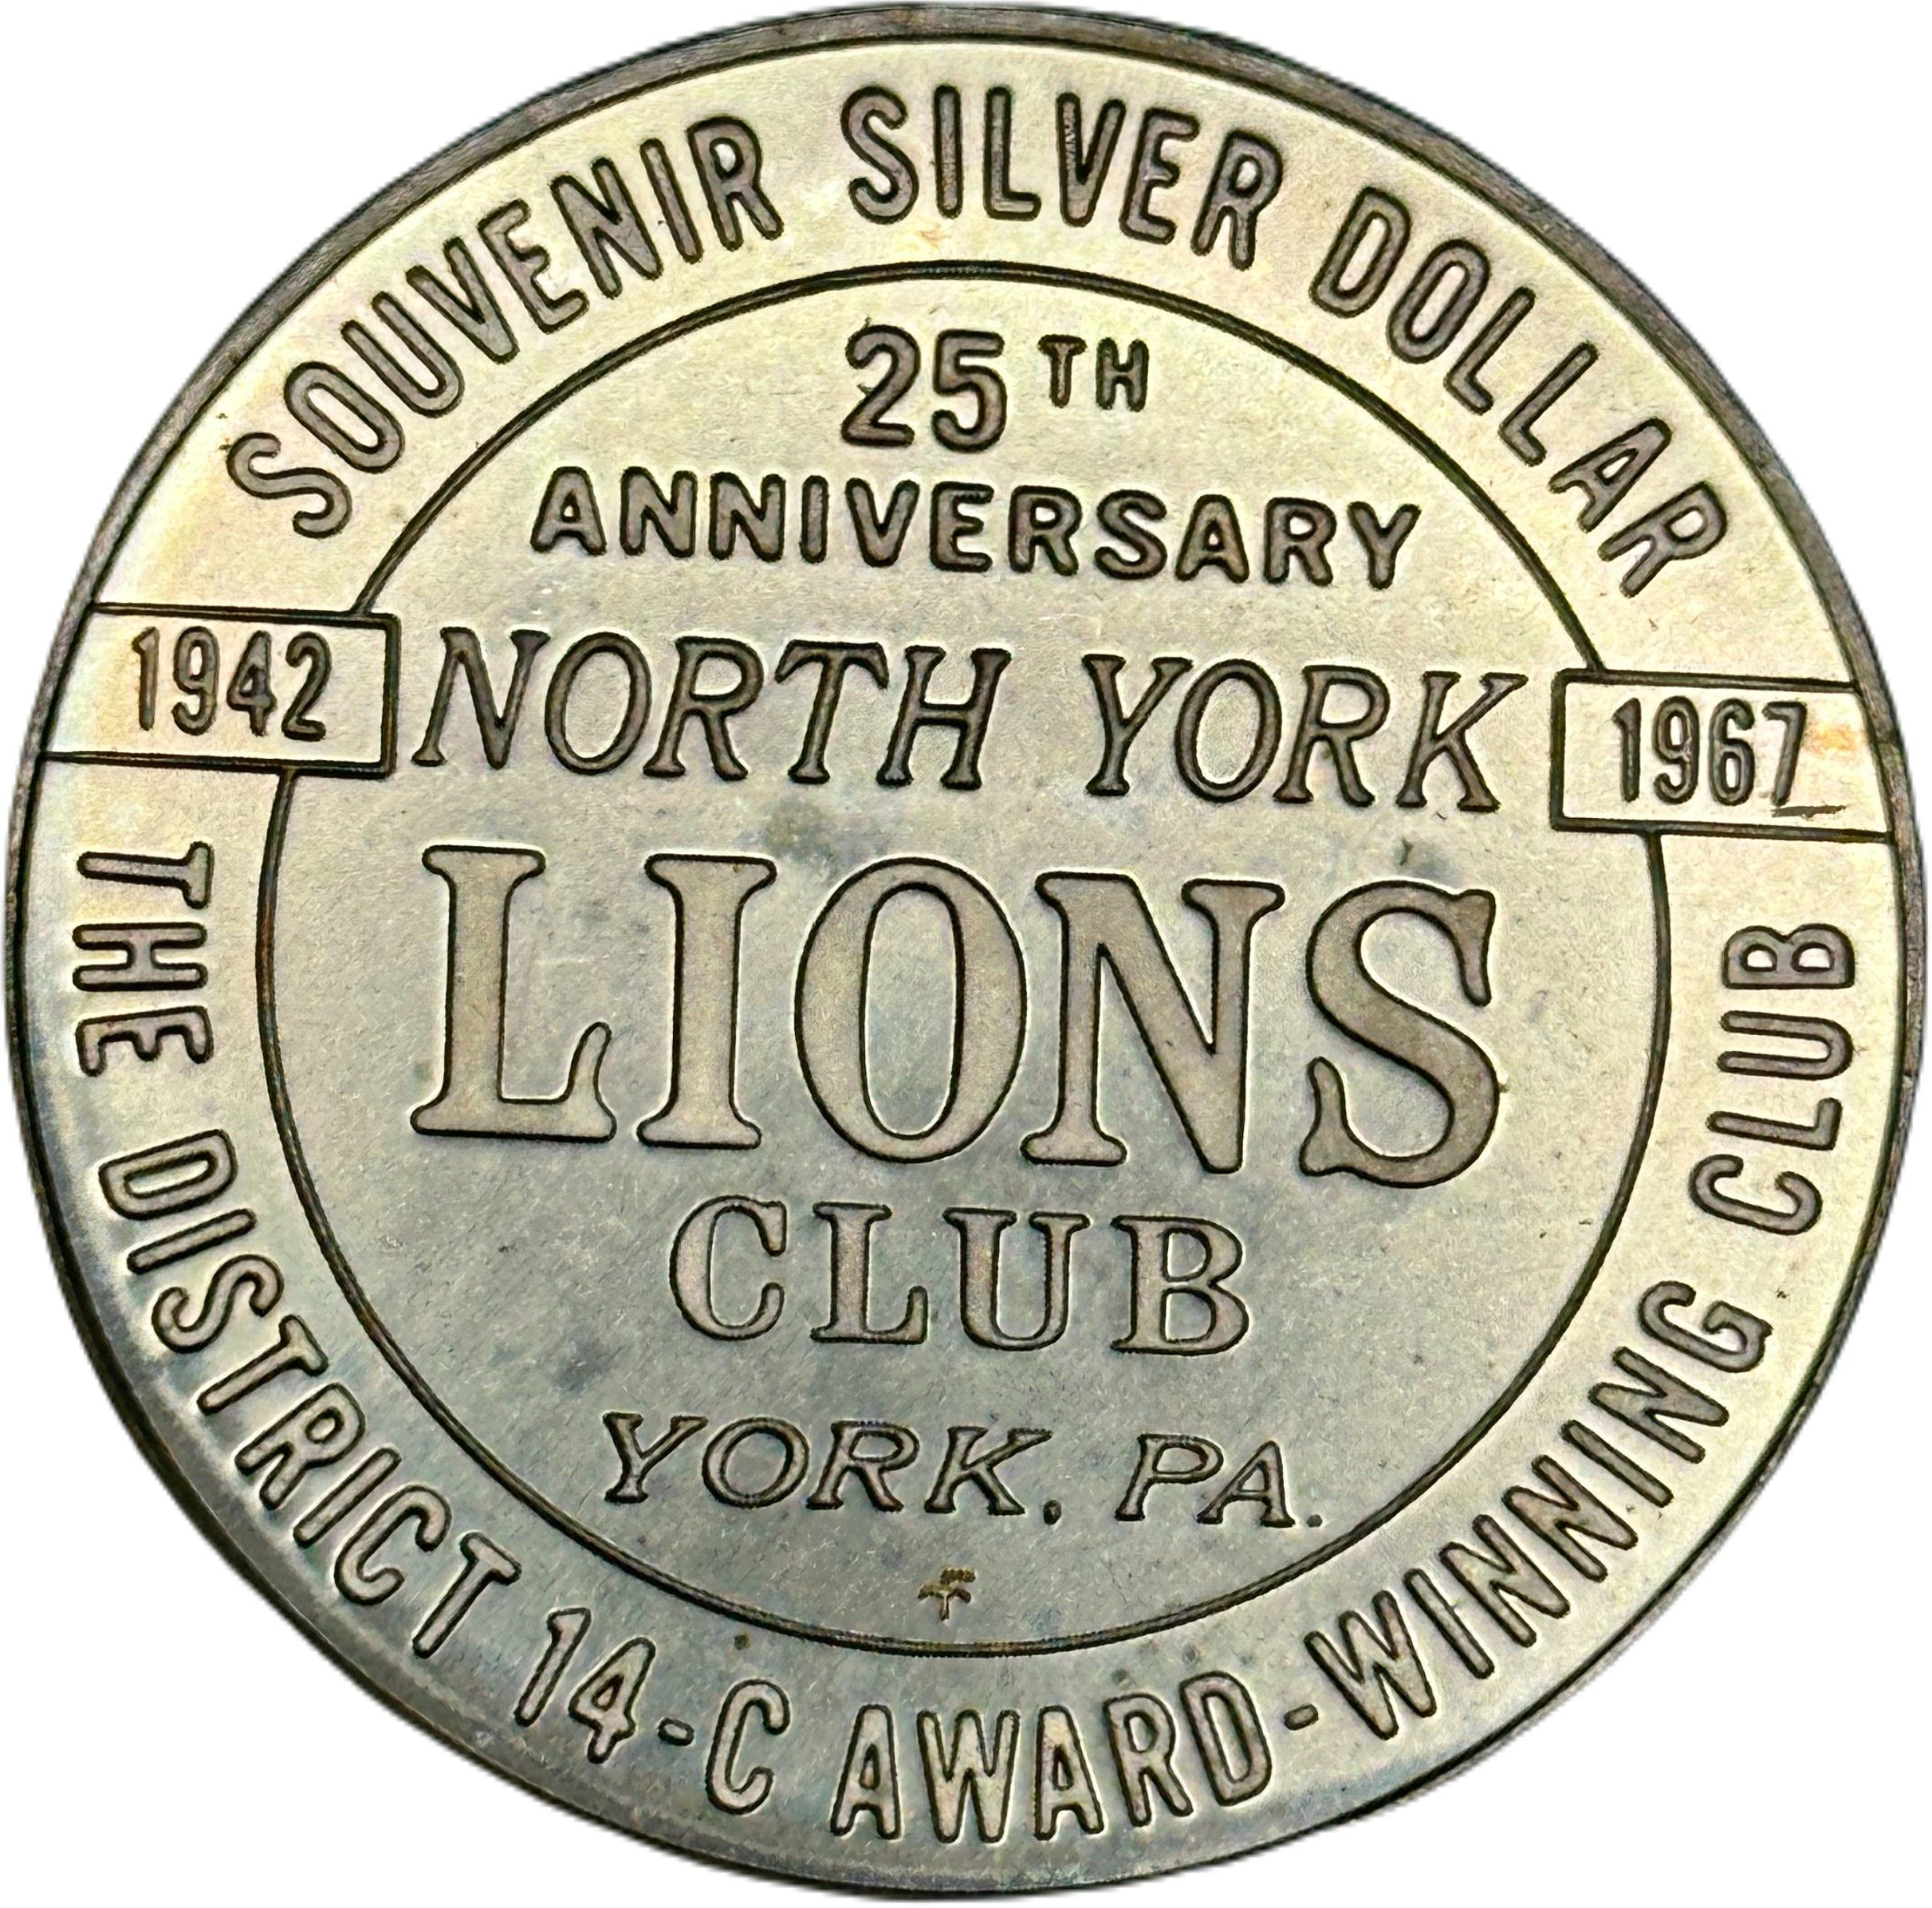 SOUVENIR SILVER DOLLAR
25TH
ANNIVERSARY
1942
NORTH YORK
1967
LIONS
CLUB
YORK, PA.
THE DISTRICT 14-C AWARD-WINNING CLUB